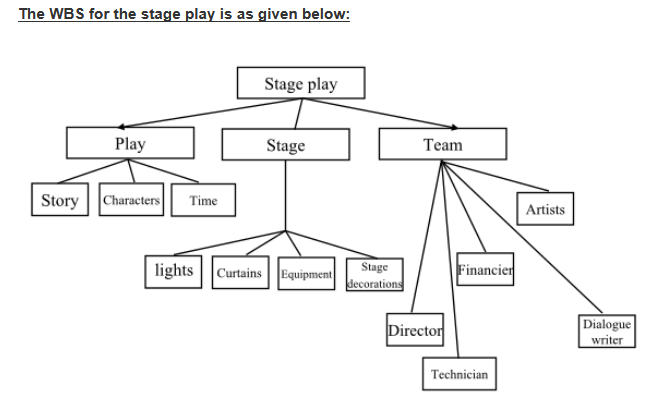 The WBS for the stage play is as given below:
Stage play
Play
Stage
Team
Story
Characters
Time
Artists
lights
Curtains
Equipment
Stage
decorations
Financier
Director
Dialogue
writer
Technician